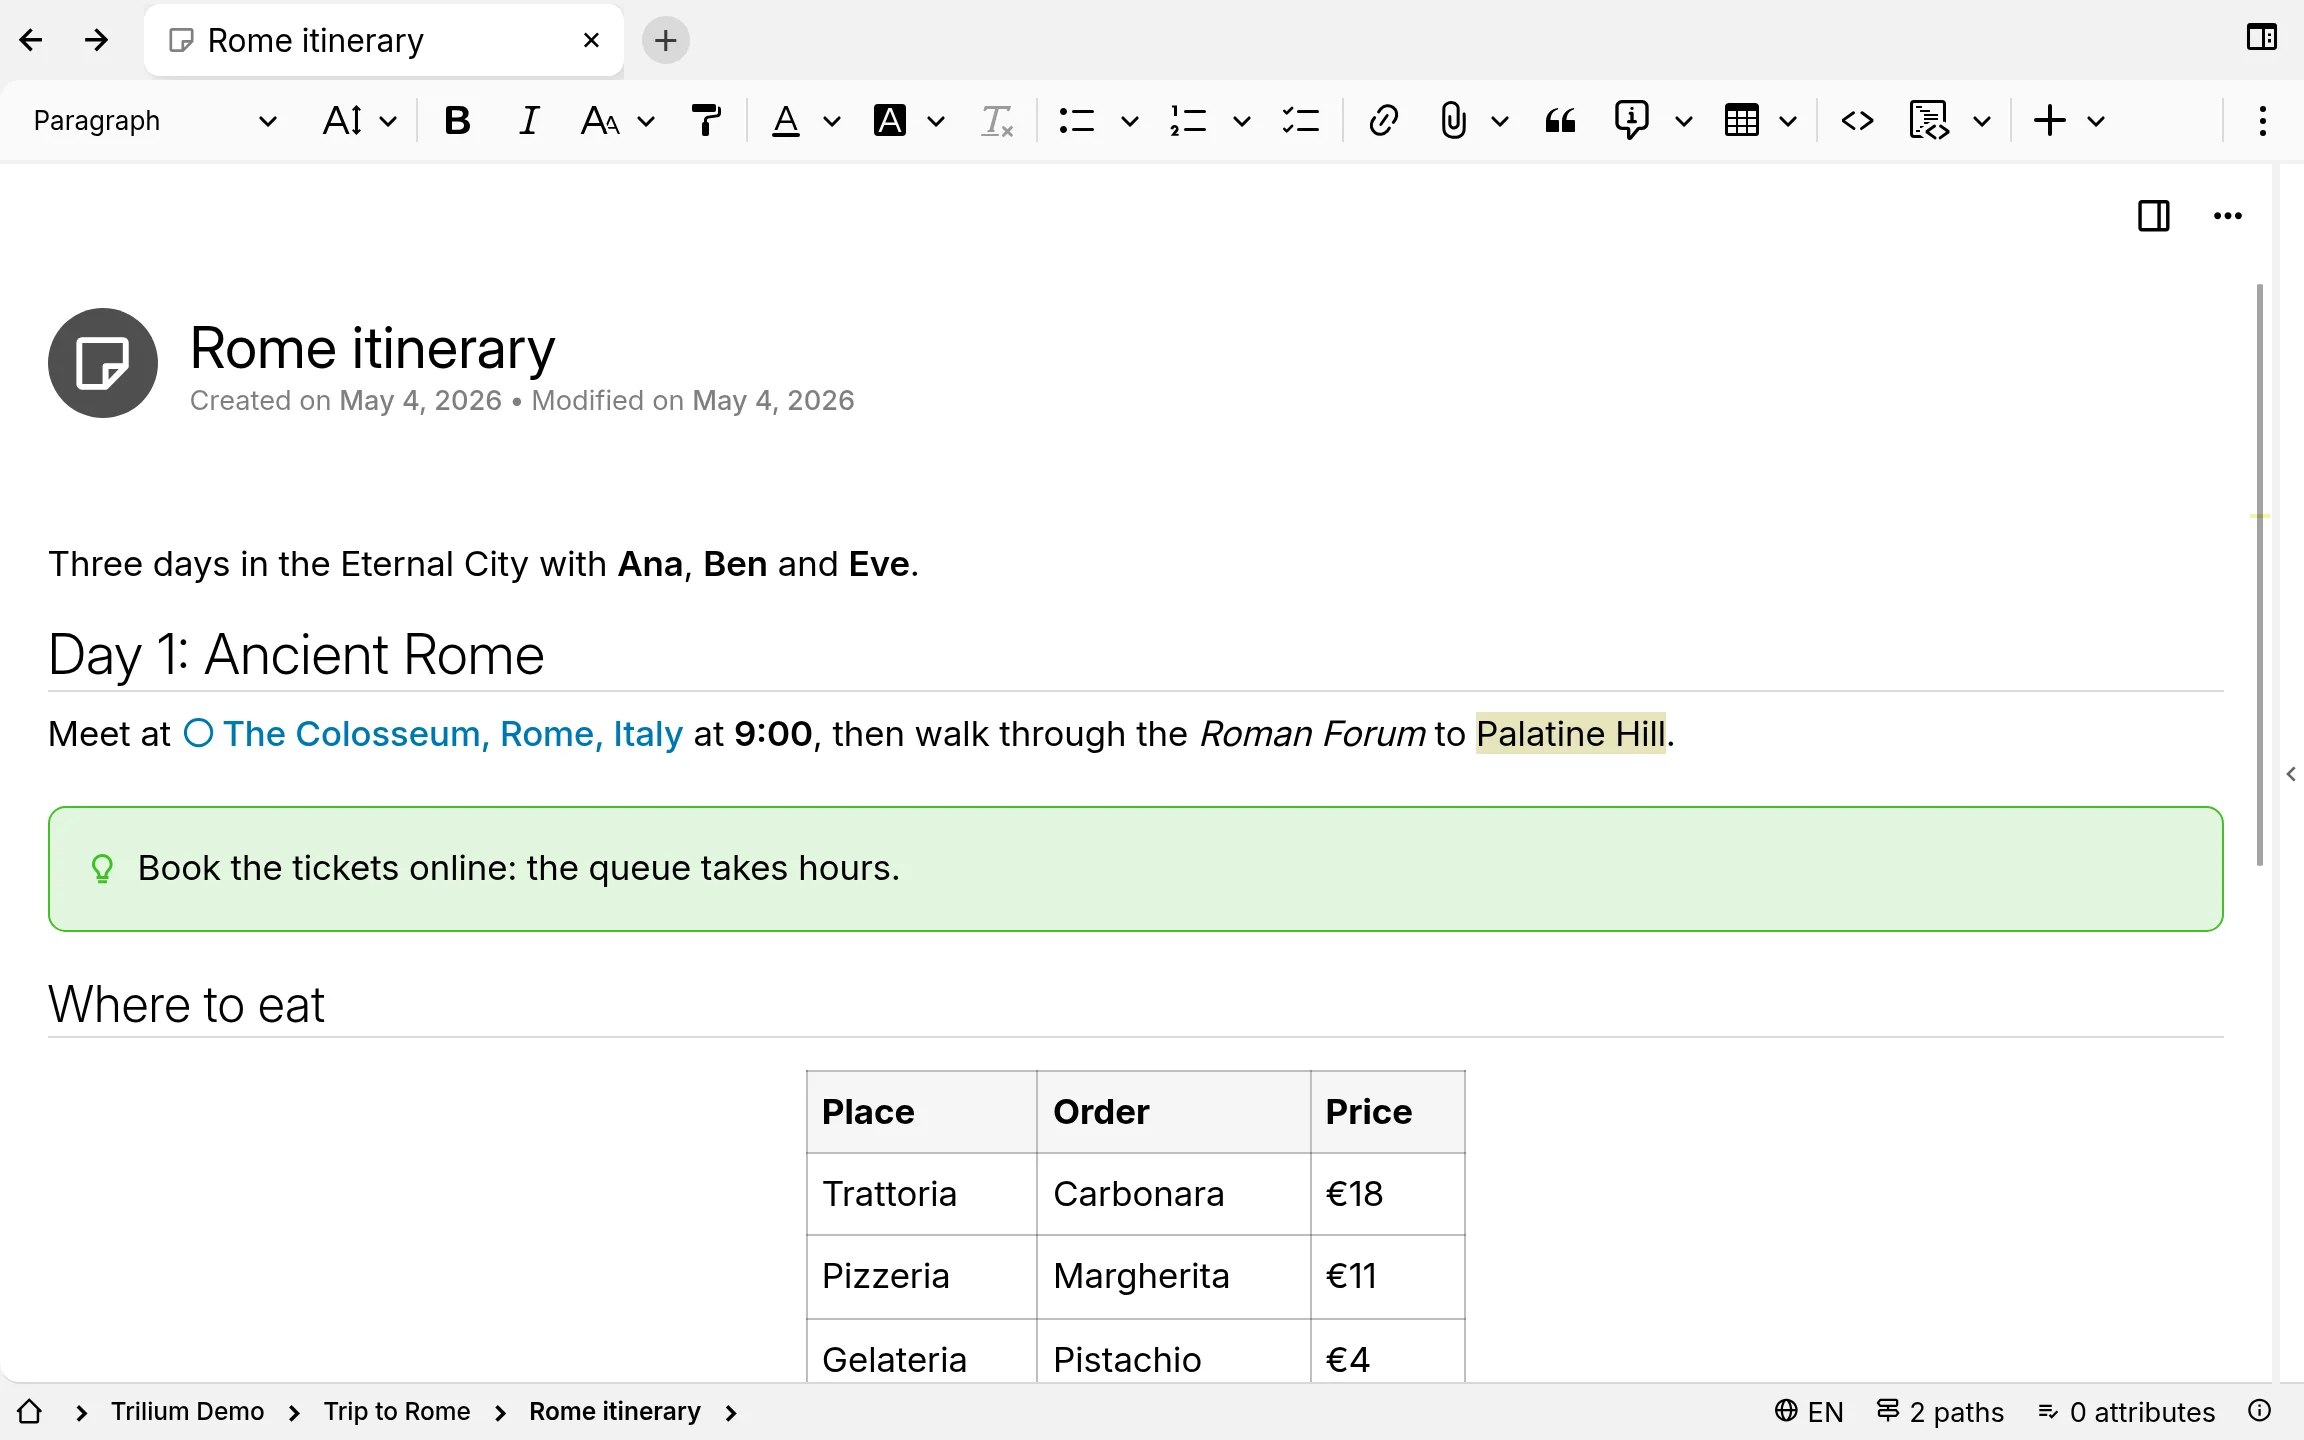 Rome itinerary
Paragraph
Rome itinerary
Created on May 4, 2026 • Modified on May 4, 2026
Three days in the Eternal City with Ana, Ben and Eve.
Day 1: Ancient Rome
Meet at The Colosseum, Rome, Italy at 9:00, then walk through the Roman Forum to Palatine Hill.
Book the tickets online: the queue takes hours.
Where to eat
Place Order Price
Trattoria Carbonara €18
Pizzeria Margherita €11
Gelateria Pistachio €4
Trilium Demo Trip to Rome Rome itinerary EN 2 paths 0 attributes